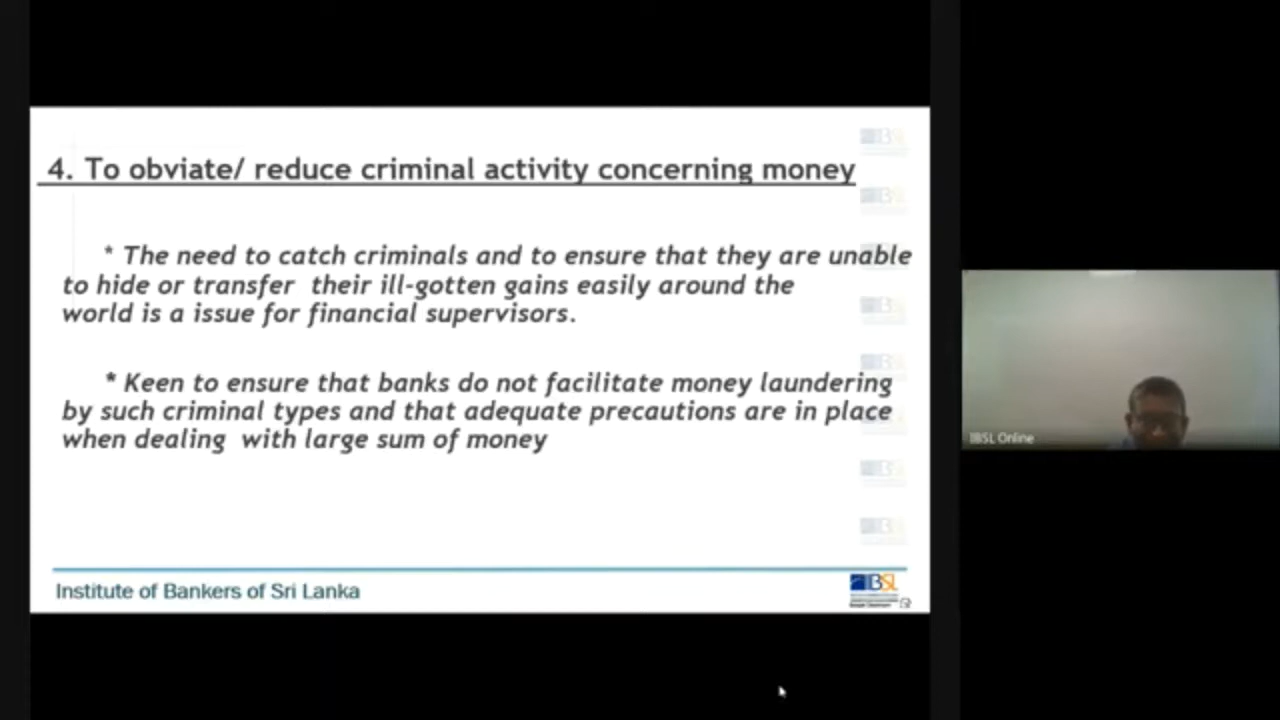 4. To obviate/ reduce criminal activity concerning money
* The need to catch criminals and to ensure that they are unable
to hide or transfer their ill-gotten gains easily around the
world is a issue for financial supervisors.
* Keen to ensure that banks do not facilitate money laundering
by such criminal types and that adequate precautions are in place
when dealing with large sum of money
Institute of Bankers of Sri Lanka
IBSL
IBSL Online